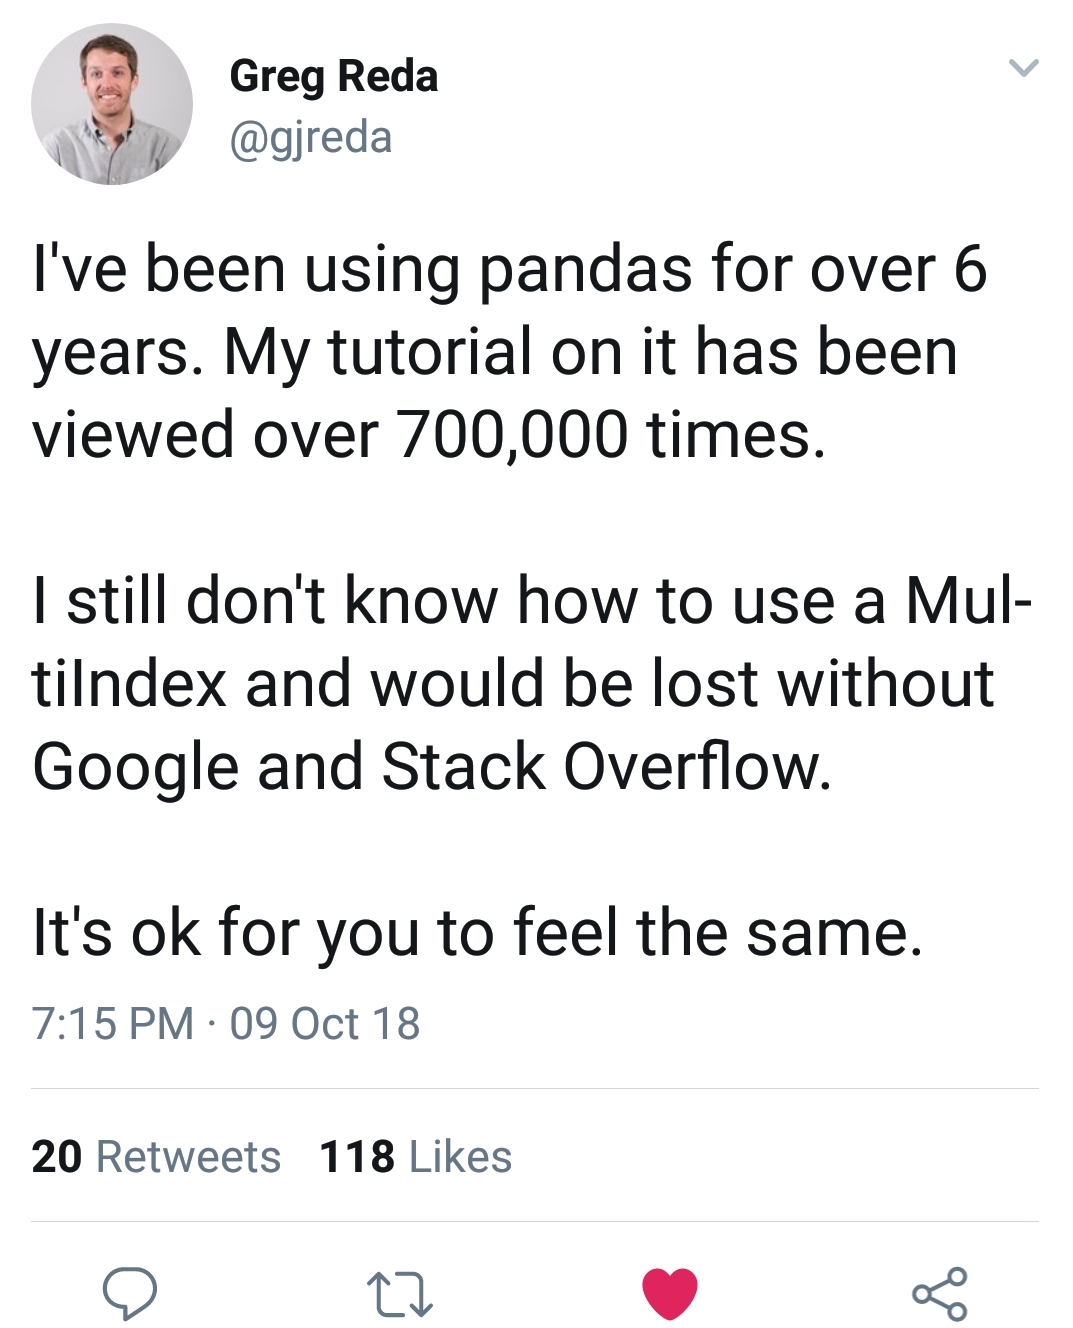 Greg Reda
@gjreda
I've been using pandas for over 6
years. My tutorial on it has been
viewed over 700,000 times.
I still don't know how to use a Mul-
tiIndex and would be lost without
Google and Stack Overflow.
It's ok for you to feel the same.
7:15 PM · 09 Oct 18
20 Retweets 118 Likes